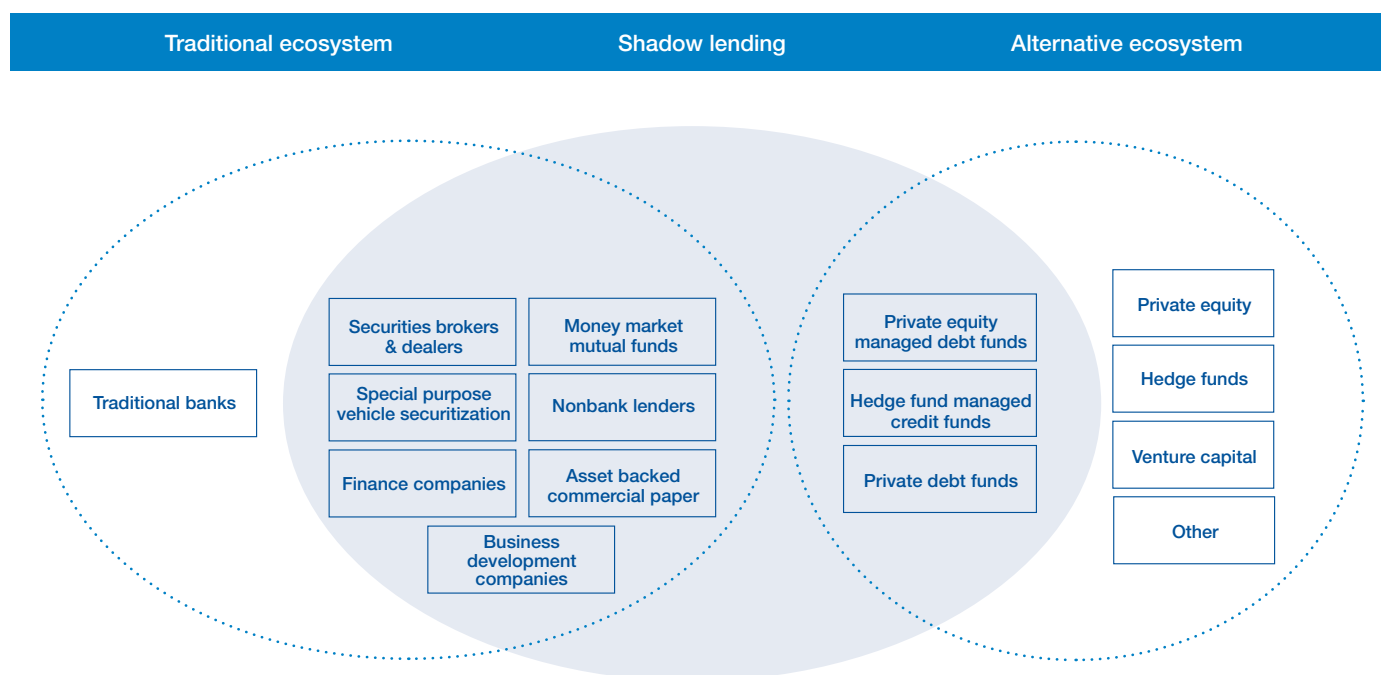 Traditional ecosystem
Shadow lending
Alternative ecosystem
Traditional banks
Securities brokers
& dealers
Money market
mutual funds
Special purpose
vehicle securitization
Nonbank lenders
Finance companies
Asset backed
commercial paper
Business
development
companies
Private equity
managed debt funds
Hedge fund managed
credit funds
Private debt funds
Private equity
Hedge funds
Venture capital
Other